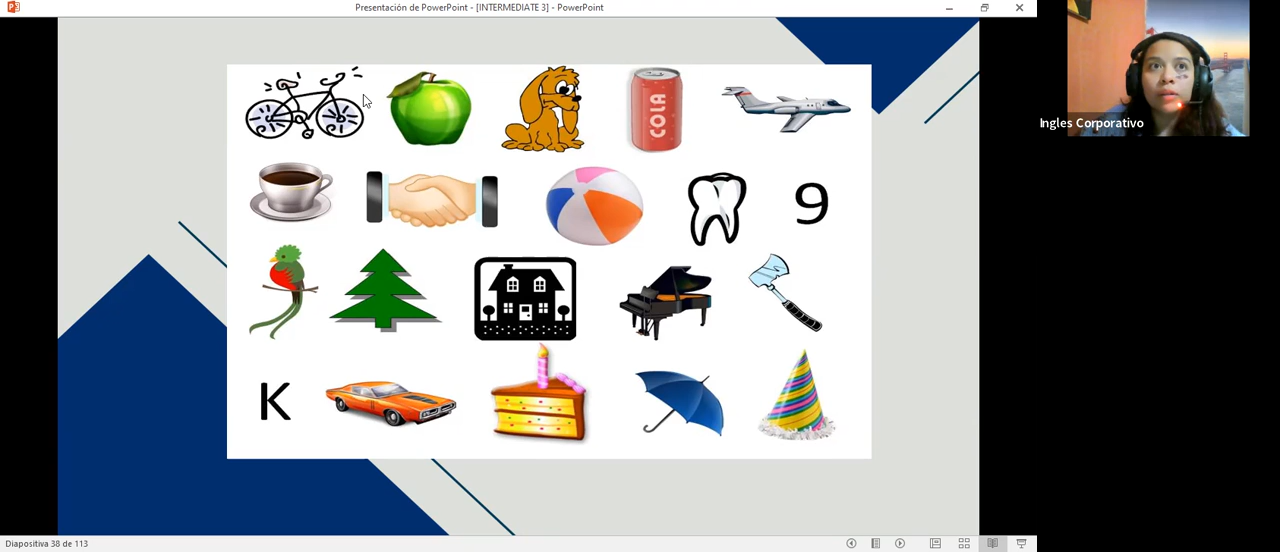 Presentación de PowerPoint - [INTERMEDIATE 3] - PowerPoint
Ingles Corporativo
COLA
9
K
Diapositiva 38 de 113